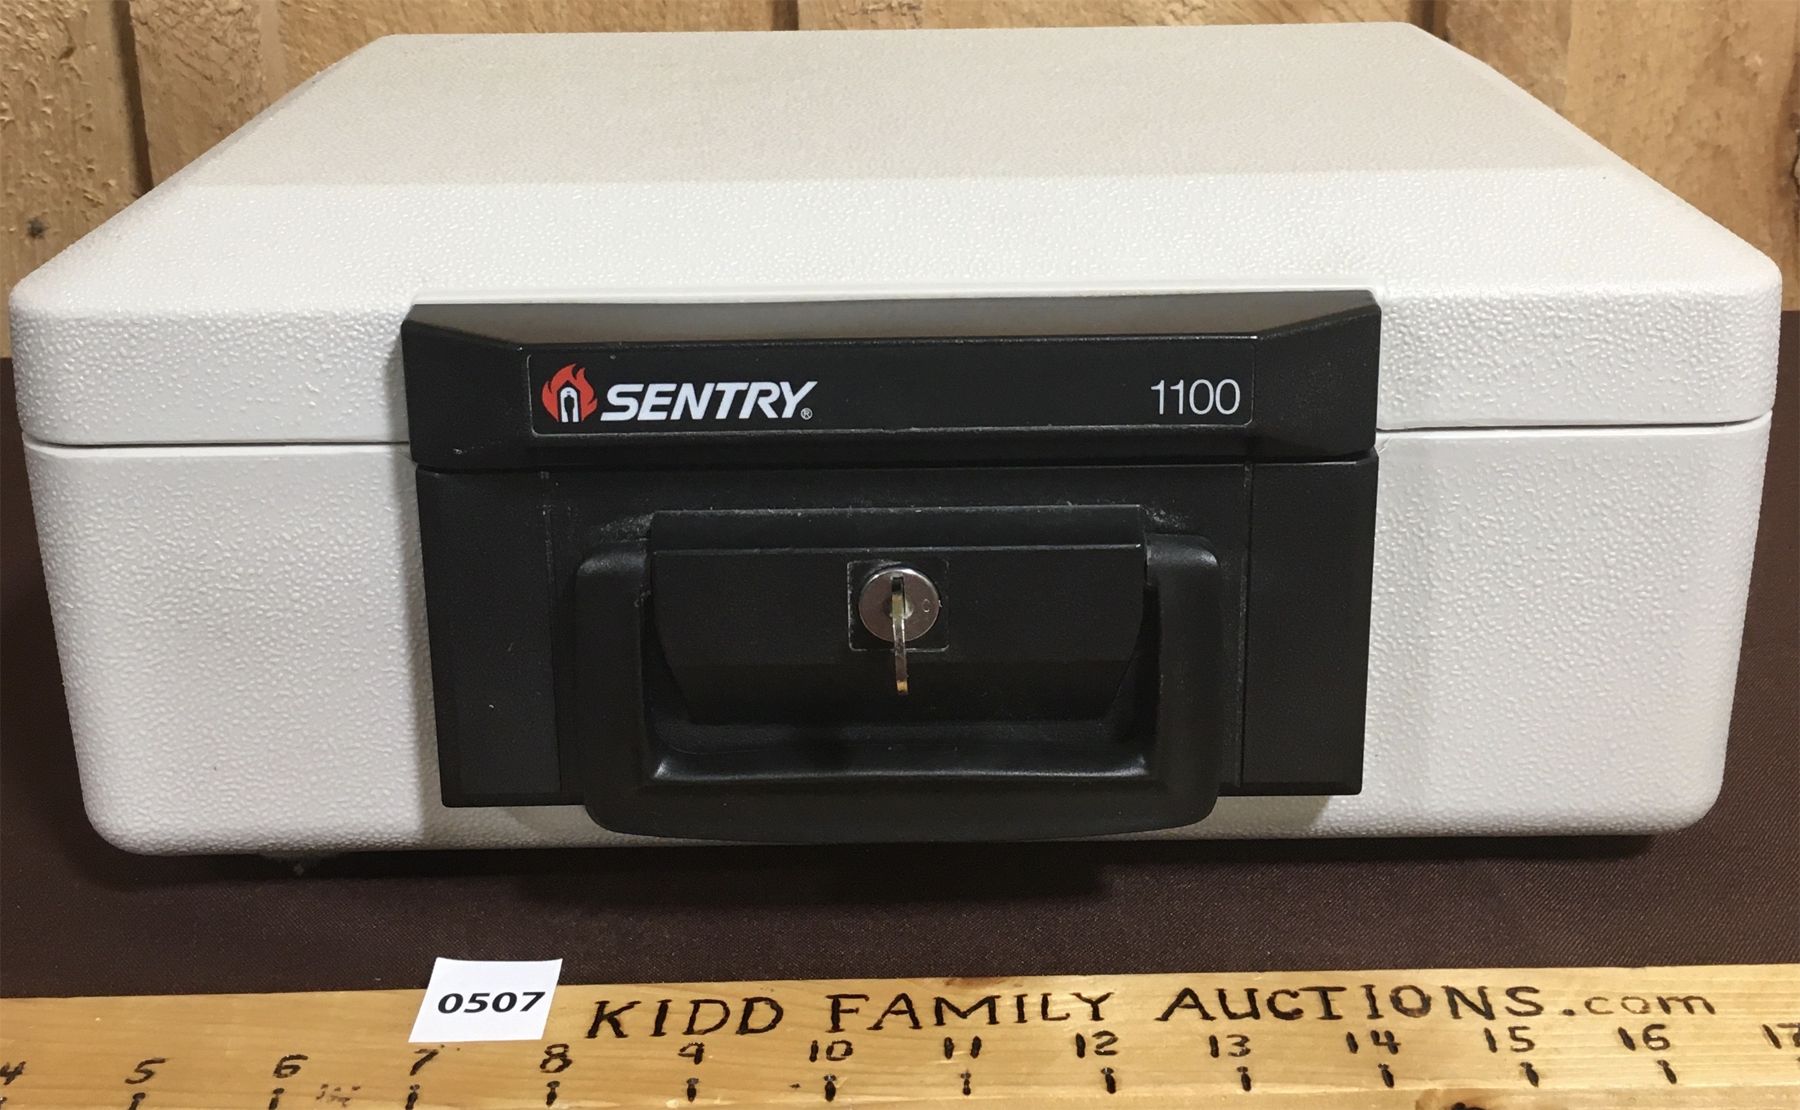 SENTRY® 1100
0507 KIDD FAMILY AUCTIONS.com
4 5 6 7 8 9 10 11 12 13 14 15 16 17